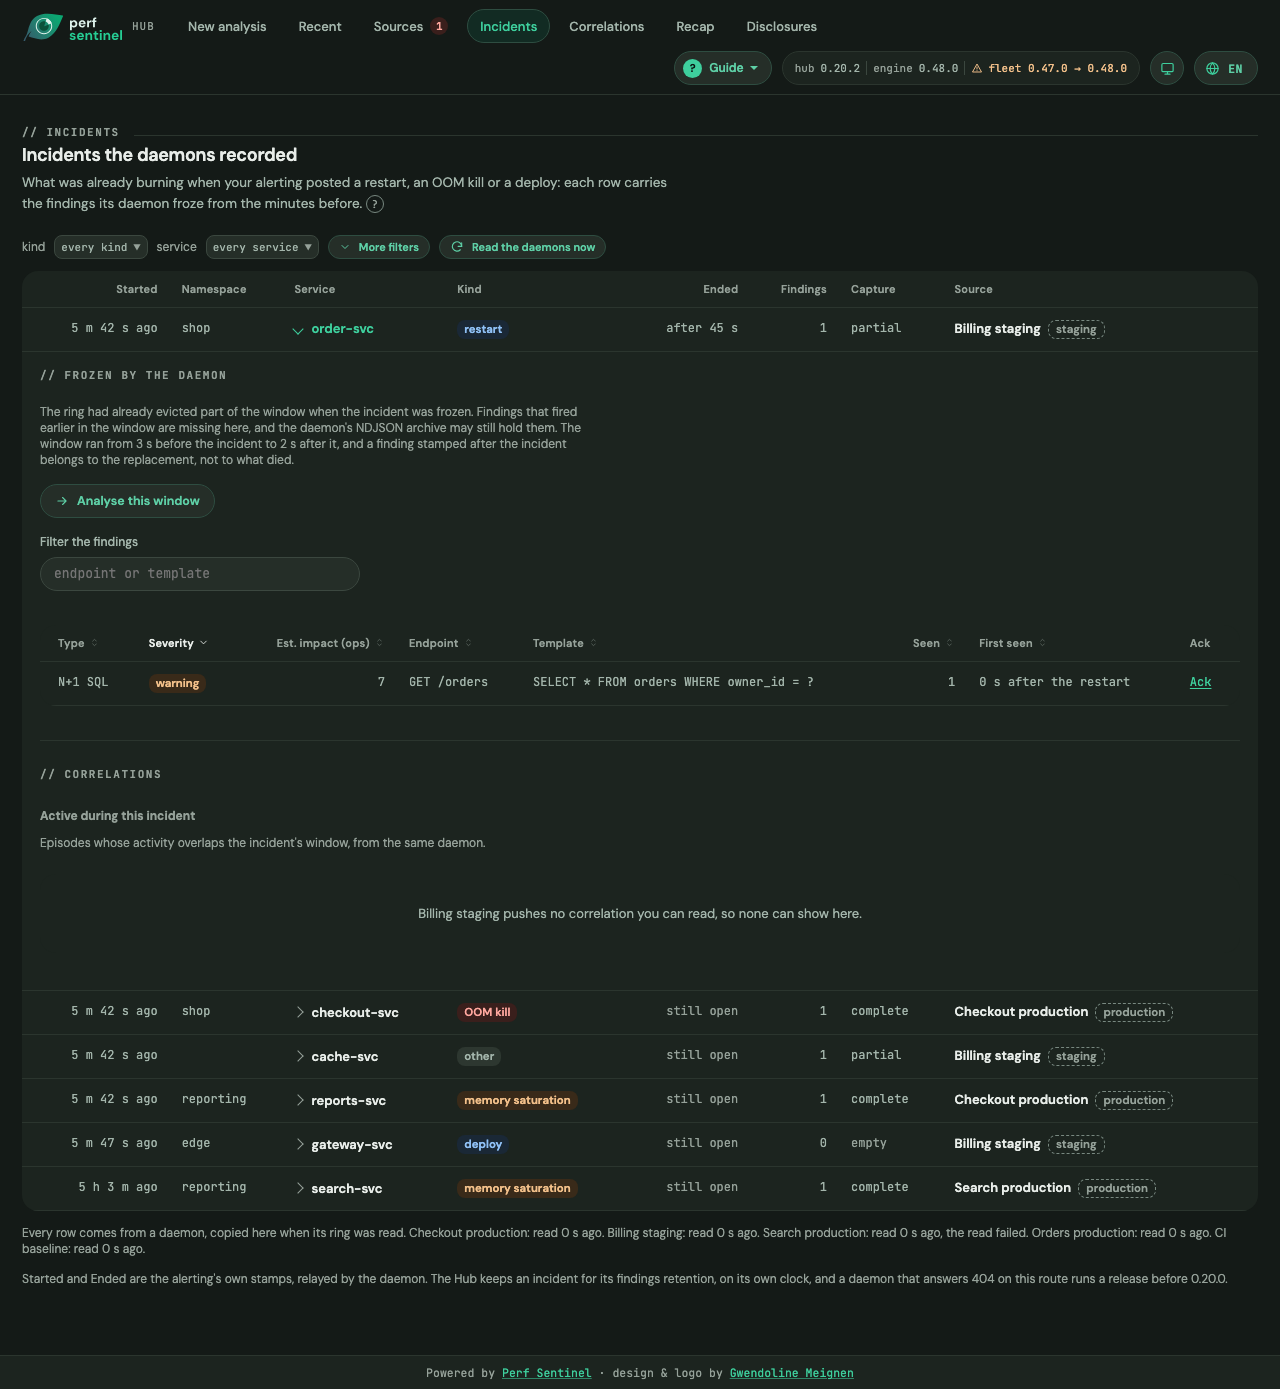 perf sentinel HUB
New analysis
Recent
Sources 1
Incidents
Correlations
Recap
Disclosures
? Guide
hub 0.20.2 | engine 0.48.0 | ⚠ fleet 0.47.0 → 0.48.0
EN
// INCIDENTS
Incidents the daemons recorded
What was already burning when your alerting posted a restart, an OOM kill or a deploy: each row carries
the findings its daemon froze from the minutes before. ?
kind every kind ▼ service every service ▼ More filters Read the daemons now
Started Namespace Service Kind Ended Findings Capture Source
5 m 42 s ago shop order-svc restart after 45 s 1 partial Billing staging staging
// FROZEN BY THE DAEMON
The ring had already evicted part of the window when the incident was frozen. Findings that fired
earlier in the window are missing here, and the daemon's NDJSON archive may still hold them. The
window ran from 3 s before the incident to 2 s after it, and a finding stamped after the incident
belongs to the replacement, not to what died.
→ Analyse this window
Filter the findings
endpoint or template
Type Severity Est. impact (ops) Endpoint Template Seen First seen Ack
N+1 SQL warning 7 GET /orders SELECT * FROM orders WHERE owner_id = ? 1 0 s after the restart Ack
// CORRELATIONS
Active during this incident
Episodes whose activity overlaps the incident's window, from the same daemon.
Billing staging pushes no correlation you can read, so none can show here.
5 m 42 s ago shop checkout-svc OOM kill still open 1 complete Checkout production production
5 m 42 s ago cache-svc other still open 1 partial Billing staging staging
5 m 42 s ago reporting reports-svc memory saturation still open 1 complete Checkout production production
5 m 47 s ago edge gateway-svc deploy still open 0 empty Billing staging staging
5 h 3 m ago reporting search-svc memory saturation still open 1 complete Search production production
Every row comes from a daemon, copied here when its ring was read. Checkout production: read 0 s ago. Billing staging: read 0 s ago. Search production: read 0 s ago, the read failed. Orders production: read 0 s ago. CI
baseline: read 0 s ago.
Started and Ended are the alerting's own stamps, relayed by the daemon. The Hub keeps an incident for its findings retention, on its own clock, and a daemon that answers 404 on this route runs a release before 0.20.0.
Powered by Perf Sentinel · design & logo by Gwendoline Meignen